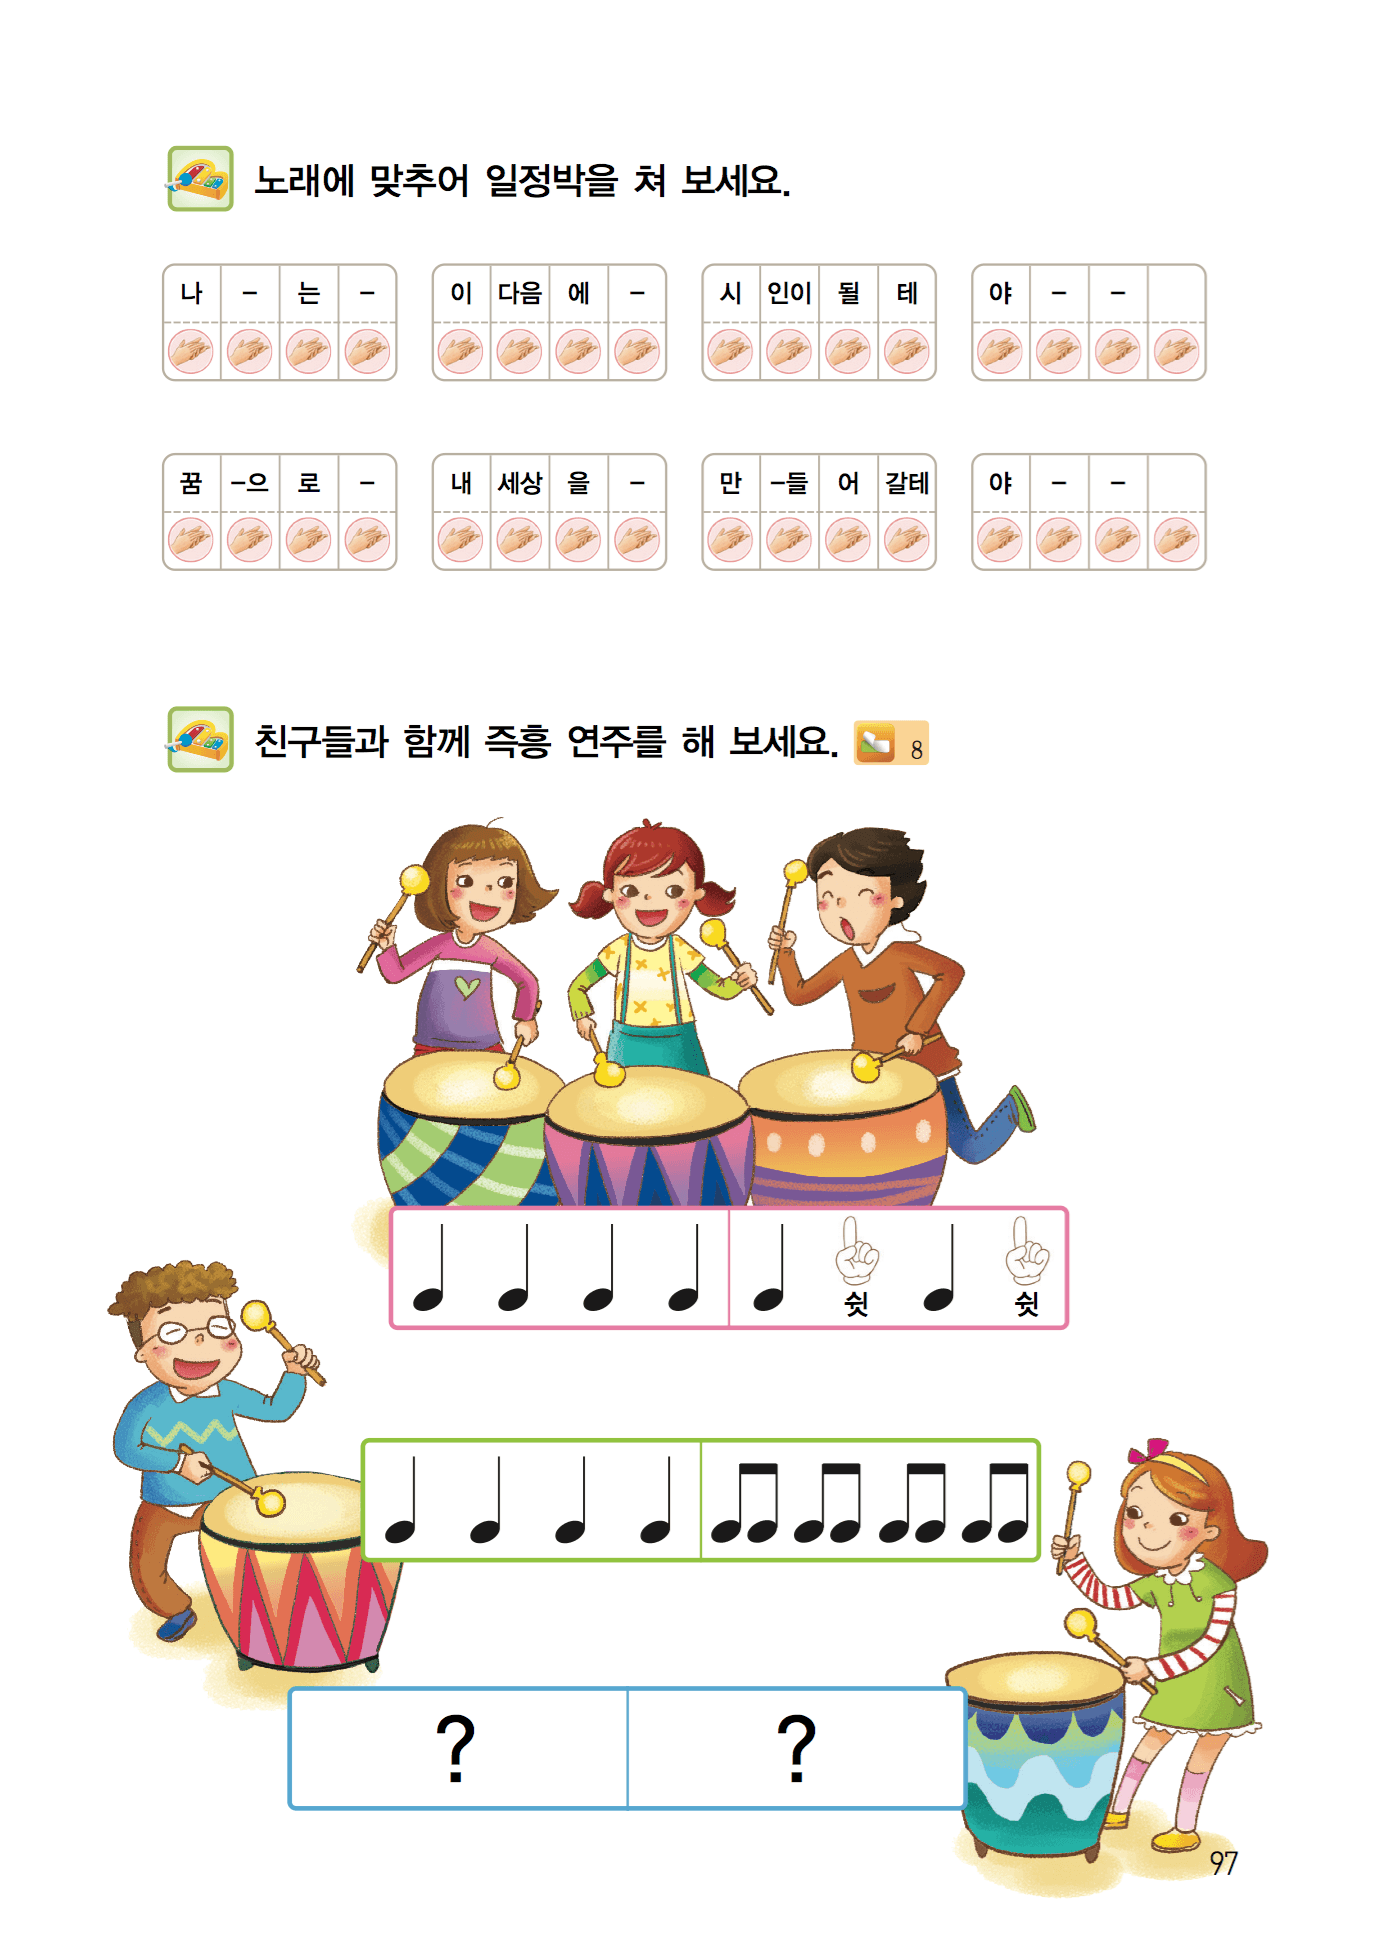 노래에 맞추어 일정박을 쳐 보세요.
나 – 는 – 이 다음 에 – 시 인이 될 테 야 – –
꿈 –으 로 – 내 세상 을 – 만 –들 어 갈테 야 – –
친구들과 함께 즉흥 연주를 해 보세요. 8
쉿 쉿
? ?
97